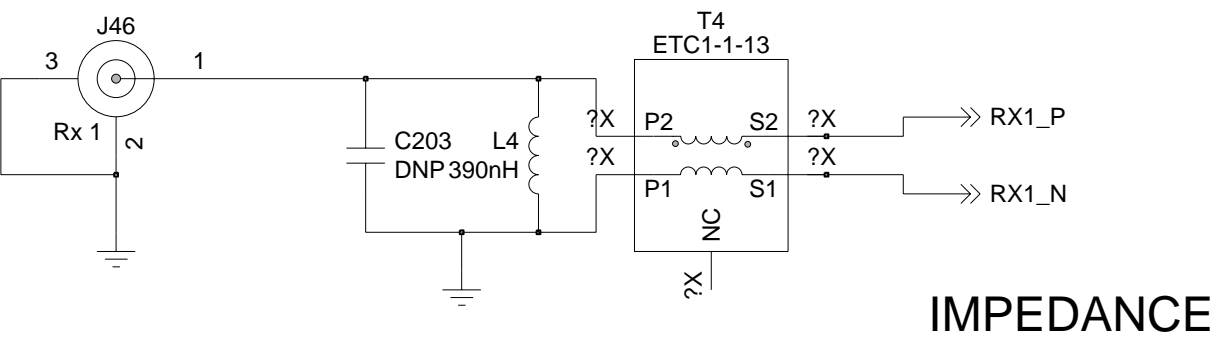 J46
3
1
Rx 1
2
C203
DNP
L4
390nH
T4
ETC1-1-13
?X
P2
S2
?X
?X
P1
S1
?X
NC
?X
RX1_P
RX1_N
IMPEDANCE